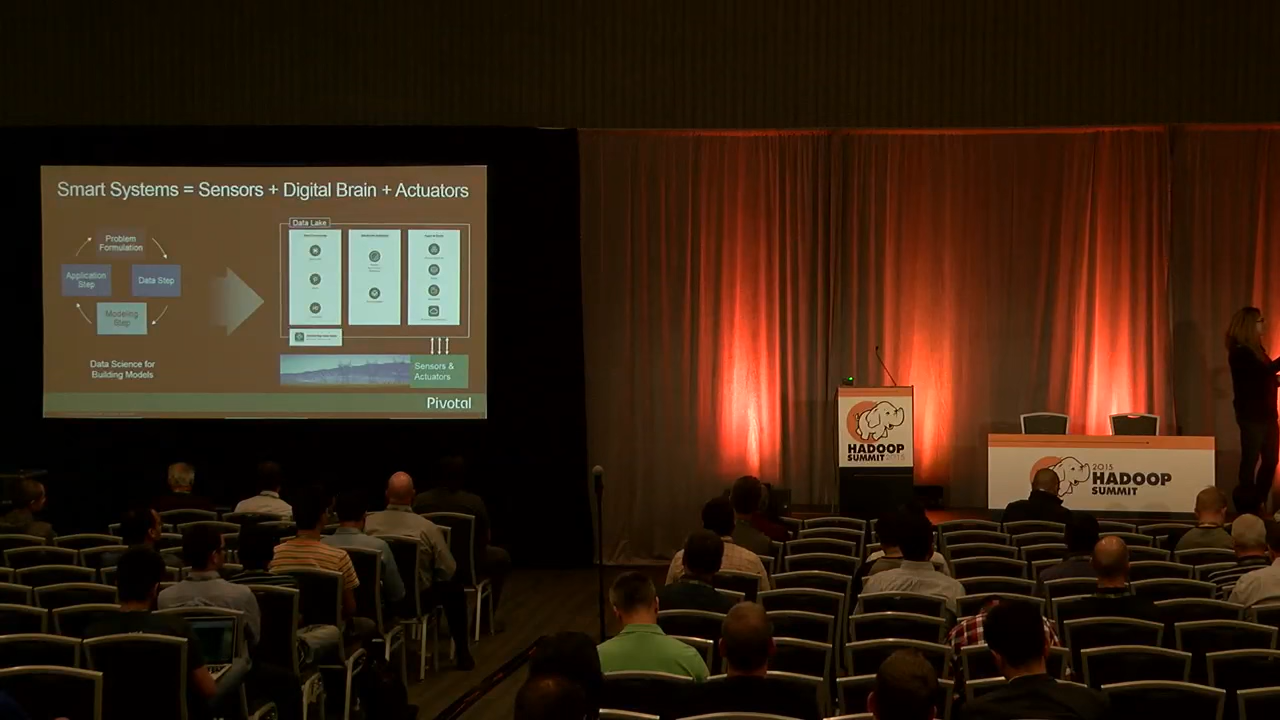 Smart Systems = Sensors + Digital Brain + Actuators
Problem
Formulation
Application
Step
Data Step
Modeling
Step
Data Science for
Building Models
Data Lake
Sensors &
Actuators
Pivotal
HADOOP
SUMMIT 2015
2015
HADOOP
SUMMIT